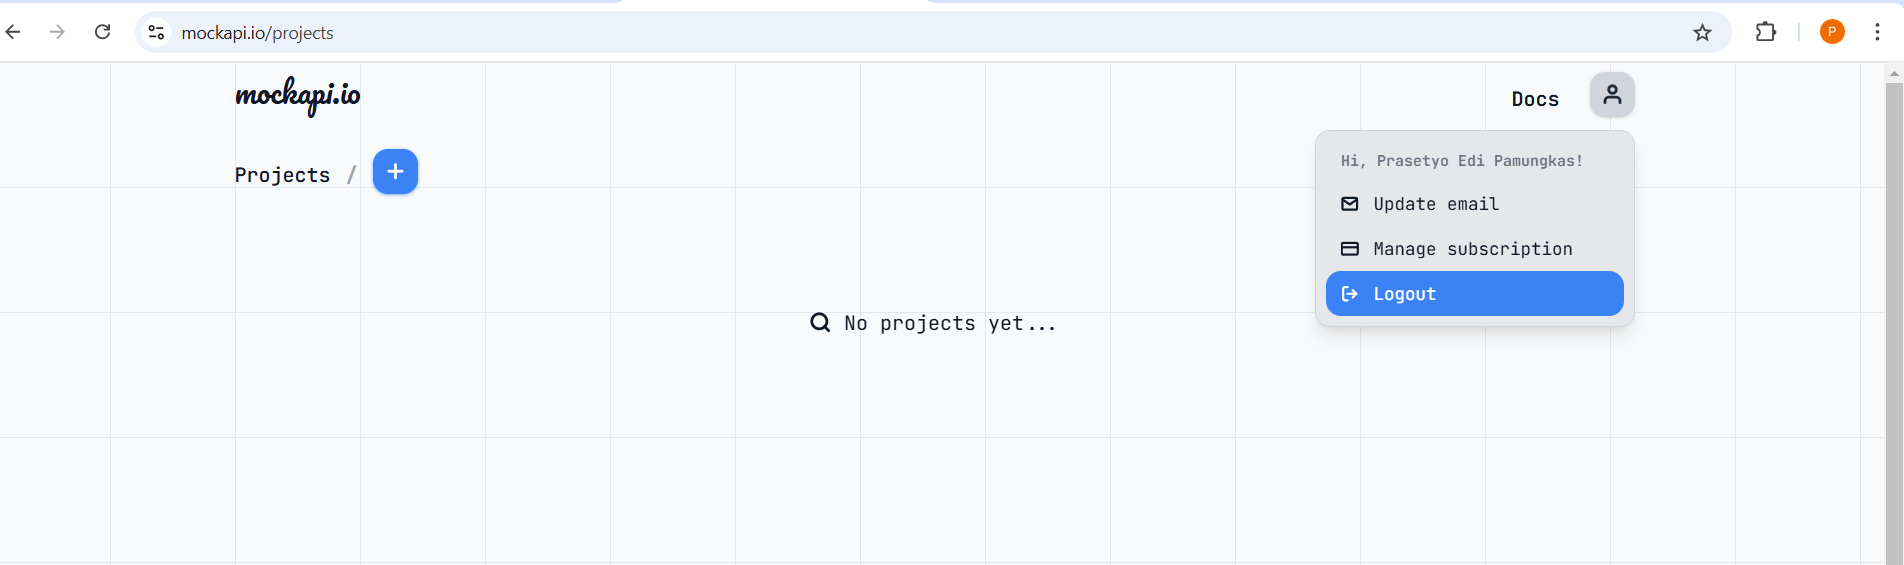 mockapi.io/projects
P
mockapi.io
Docs
Projects / +
Hi, Prasetyo Edi Pamungkas!
Update email
Manage subscription
Logout
No projects yet...